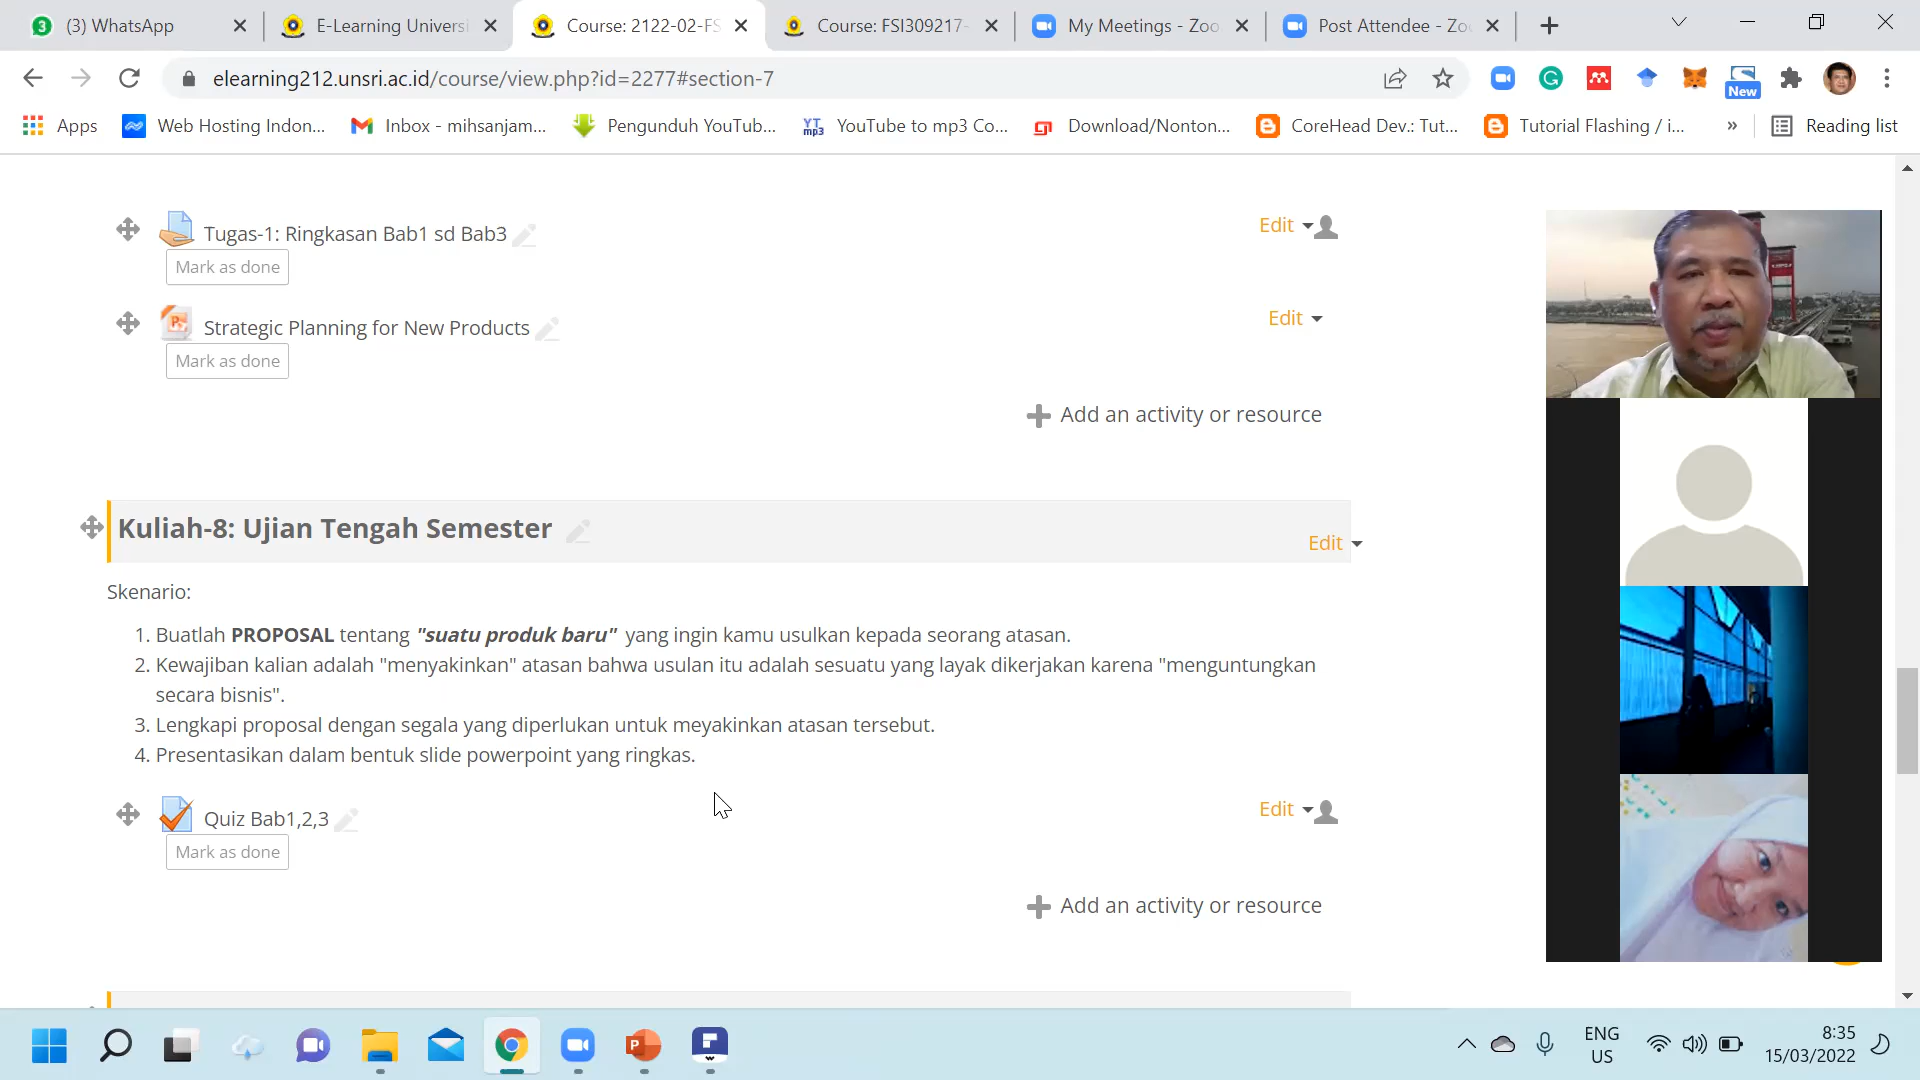 (3) WhatsApp
E-Learning Universi
Course: 2122-02-FS
Course: FSI309217-
My Meetings - Zoo
Post Attendee - Zo
elearning212.unsri.ac.id/course/view.php?id=2277#section-7
New
Apps
Web Hosting Indon...
Inbox - mihsanjam...
Pengunduh YouTub...
YT mp3
YouTube to mp3 Co...
Download/Nonton...
CoreHead Dev.: Tut...
Tutorial Flashing / i...
»
Reading list
Tugas-1: Ringkasan Bab1 sd Bab3
Edit
Mark as done
Strategic Planning for New Products
Edit
Mark as done
Add an activity or resource
Kuliah-8: Ujian Tengah Semester
Edit
Skenario:
1. Buatlah PROPOSAL tentang "suatu produk baru" yang ingin kamu usulkan kepada seorang atasan.
2. Kewajiban kalian adalah "menyakinkan" atasan bahwa usulan itu adalah sesuatu yang layak dikerjakan karena "menguntungkan
secara bisnis".
3. Lengkapi proposal dengan segala yang diperlukan untuk meyakinkan atasan tersebut.
4. Presentasikan dalam bentuk slide powerpoint yang ringkas.
Quiz Bab1,2,3
Edit
Mark as done
Add an activity or resource
ENG
US
8:35
15/03/2022